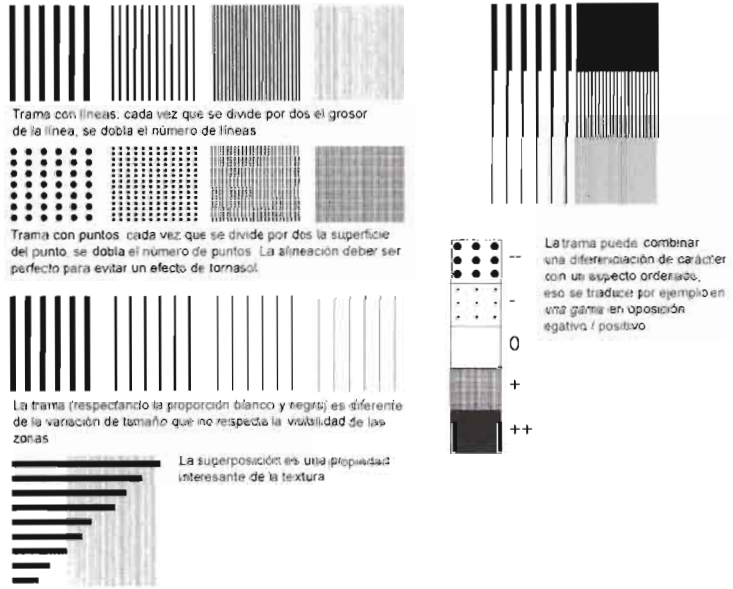 Trama con líneas, cada vez que se divide por dos el grosor
de la línea, se dobla el número de líneas
Trama con puntos cada vez que se divide por dos la superficie
del punto, se dobla el número de puntos. La alineación deber ser
perfecto para evitar un efecto de tornasol
La trama (respectando la proporción blanco y negro) es diferente
de la variación de tamaño que no respecta la visibilidad de las
zonas
La superposición es una propiedad
interesante de la textura
La trama puede combinar
una diferenciación de carácter
con un aspecto ordenado,
eso se traduce por ejemplo en
una gama en oposición
egativo / positivo
--
-
0
+
++